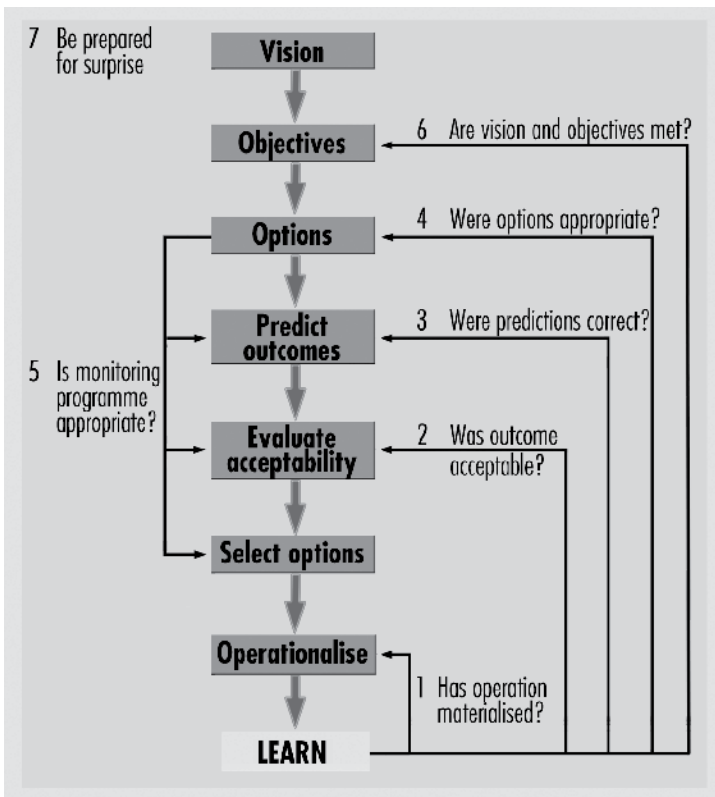 7 Be prepared
for surprise
Vision
Objectives
6 Are vision and objectives met?
Options
4 Were options appropriate?
Predict
outcomes
3 Were predictions correct?
5 Is monitoring
programme
appropriate?
Evaluate
acceptability
2 Was outcome
acceptable?
Select options
Operationalise
1 Has operation
materialised?
LEARN